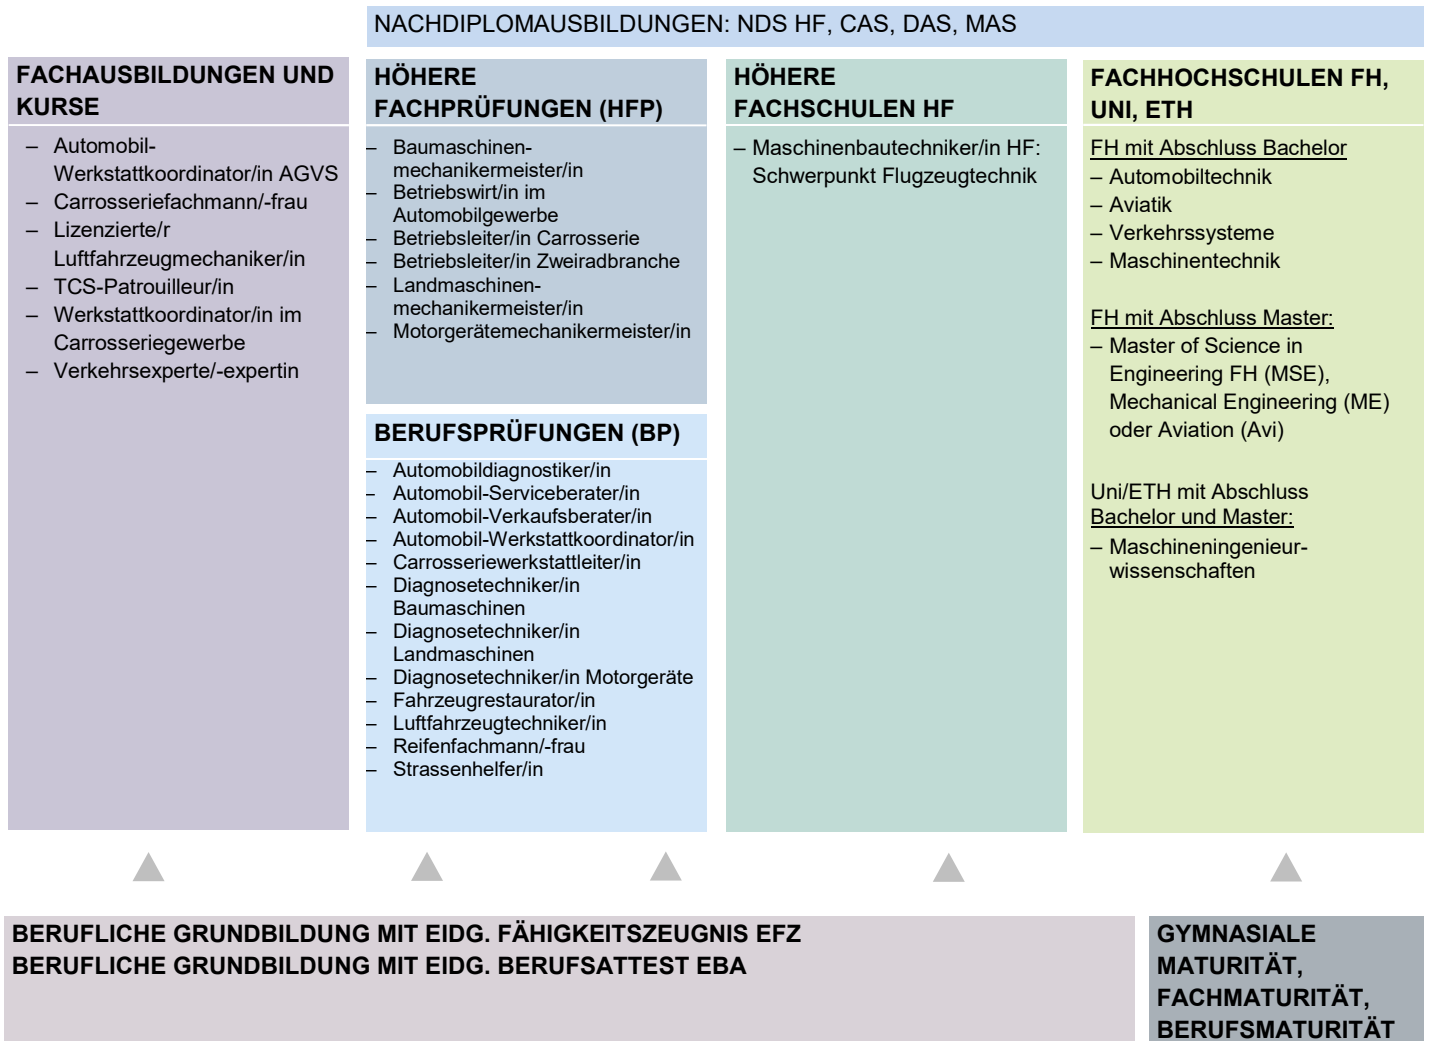 NACHDIPLOMAUSBILDUNGEN: NDS HF, CAS, DAS, MAS
FACHAUSBILDUNGEN UND
KURSE
– Automobil-
Werkstattkoordinator/in AGVS
– Carrosseriefachmann/-frau
– Lizenzierte/r
Luftfahrzeugmechaniker/in
– TCS-Patrouilleur/in
– Werkstattkoordinator/in im
Carrosseriegewerbe
– Verkehrsexperte/-expertin
HÖHERE
FACHPRÜFUNGEN (HFP)
– Baumaschinen-
mechanikermeister/in
– Betriebswirt/in im
Automobilgewerbe
– Betriebsleiter/in Carrosserie
– Betriebsleiter/in Zweiradbranche
– Landmaschinen-
mechanikermeister/in
– Motorgerätemechanikermeister/in
BERUFSPRÜFUNGEN (BP)
– Automobildiagnostiker/in
– Automobil-Serviceberater/in
– Automobil-Verkaufsberater/in
– Automobil-Werkstattkoordinator/in
– Carrosseriewerkstattleiter/in
– Diagnosetechniker/in
Baumaschinen
– Diagnosetechniker/in
Landmaschinen
– Diagnosetechniker/in Motorgeräte
– Fahrzeugrestaurator/in
– Luftfahrzeugtechniker/in
– Reifenfachmann/-frau
– Strassenhelfer/in
HÖHERE
FACHSCHULEN HF
– Maschinenbautechniker/in HF:
Schwerpunkt Flugzeugtechnik
FACHHOCHSCHULEN FH,
UNI, ETH
FH mit Abschluss Bachelor
– Automobiltechnik
– Aviatik
– Verkehrssysteme
– Maschinentechnik
FH mit Abschluss Master:
– Master of Science in
Engineering FH (MSE),
Mechanical Engineering (ME)
oder Aviation (Avi)
Uni/ETH mit Abschluss
Bachelor und Master:
– Maschineningenieur-
wissenschaften
BERUFLICHE GRUNDBILDUNG MIT EIDG. FÄHIGKEITSZEUGNIS EFZ
BERUFLICHE GRUNDBILDUNG MIT EIDG. BERUFSATTEST EBA
GYMNASIALE
MATURITÄT,
FACHMATURITÄT,
BERUFSMATURITÄT